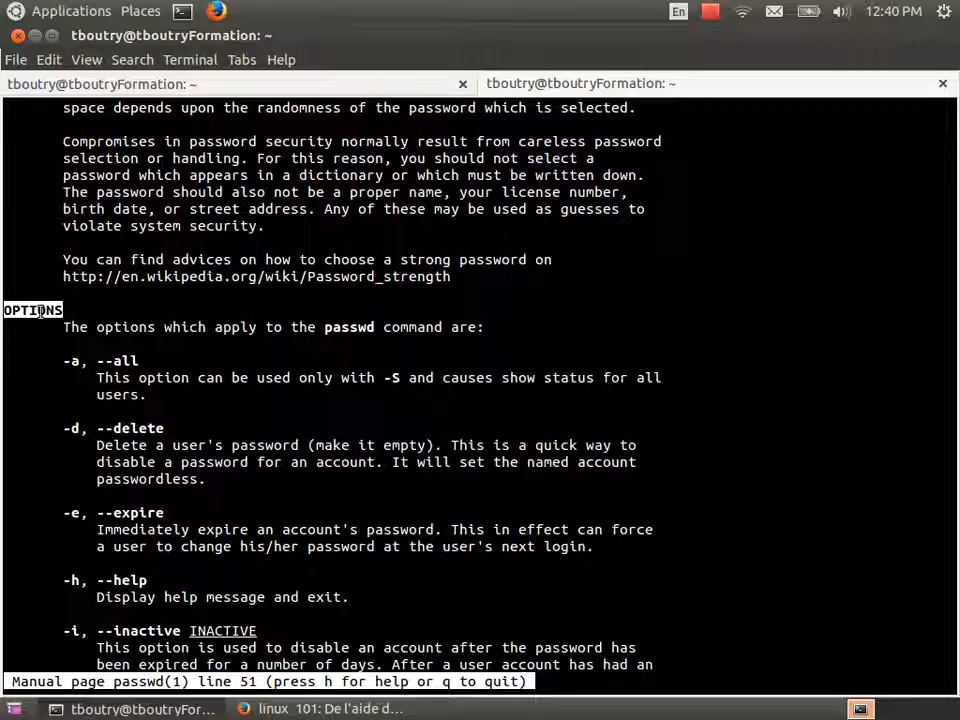 Applications Places En 12:40 PM
tboutry@tboutryFormation: ~
File Edit View Search Terminal Tabs Help
tboutry@tboutryFormation: ~ tboutry@tboutryFormation: ~
space depends upon the randomness of the password which is selected.
Compromises in password security normally result from careless password
selection or handling. For this reason, you should not select a
password which appears in a dictionary or which must be written down.
The password should also not be a proper name, your license number,
birth date, or street address. Any of these may be used as guesses to
violate system security.
You can find advices on how to choose a strong password on
http://en.wikipedia.org/wiki/Password_strength
OPTIONS
The options which apply to the passwd command are:
-a, --all
This option can be used only with -S and causes show status for all
users.
-d, --delete
Delete a user's password (make it empty). This is a quick way to
disable a password for an account. It will set the named account
passwordless.
-e, --expire
Immediately expire an account's password. This in effect can force
a user to change his/her password at the user's next login.
-h, --help
Display help message and exit.
-i, --inactive INACTIVE
This option is used to disable an account after the password has
been expired for a number of days. After a user account has had an
Manual page passwd(1) line 51 (press h for help or q to quit)
tboutry@tboutryFor... linux 101: De l'aide d...